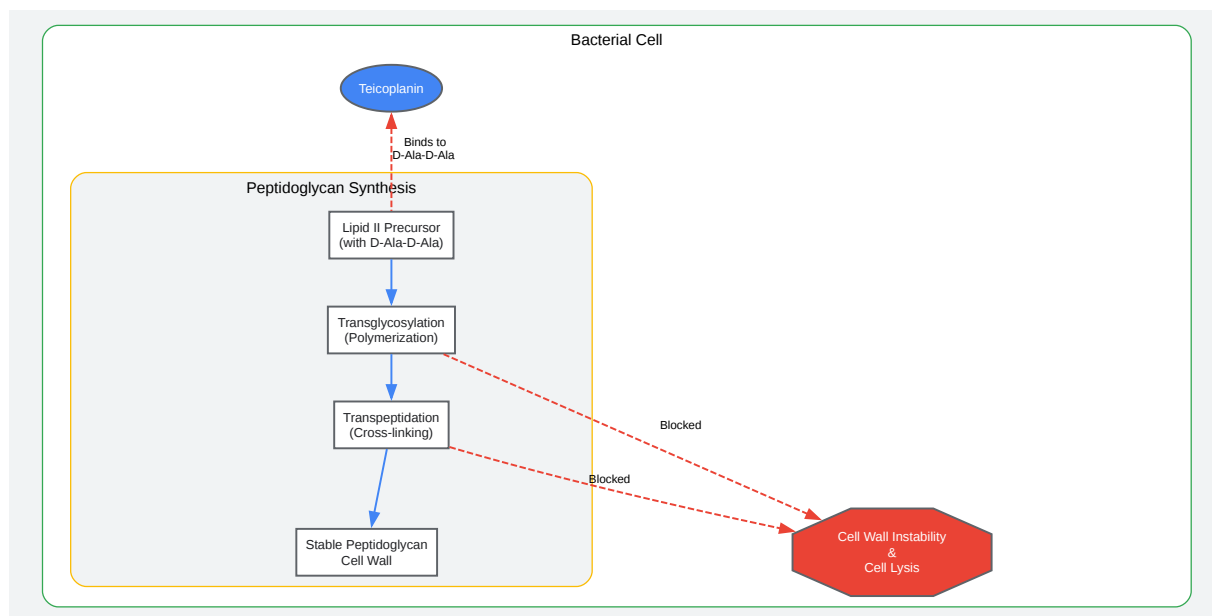 Bacterial Cell
Teicoplanin
Binds to
D-Ala-D-Ala
Peptidoglycan Synthesis
Lipid II Precursor
(with D-Ala-D-Ala)
Transglycosylation
(Polymerization)
Transpeptidation
(Cross-linking)
Blocked
Blocked
Stable Peptidoglycan
Cell Wall
Cell Wall Instability
&
Cell Lysis